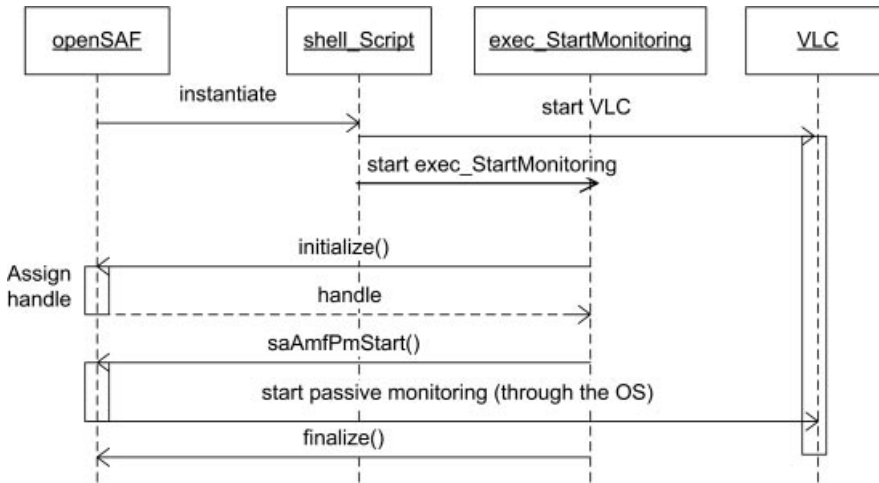 openSAF
shell_Script
exec_StartMonitoring
VLC
instantiate
start VLC
start exec_StartMonitoring
initialize()
Assign
handle
handle
saAmfPmStart()
start passive monitoring (through the OS)
finalize()